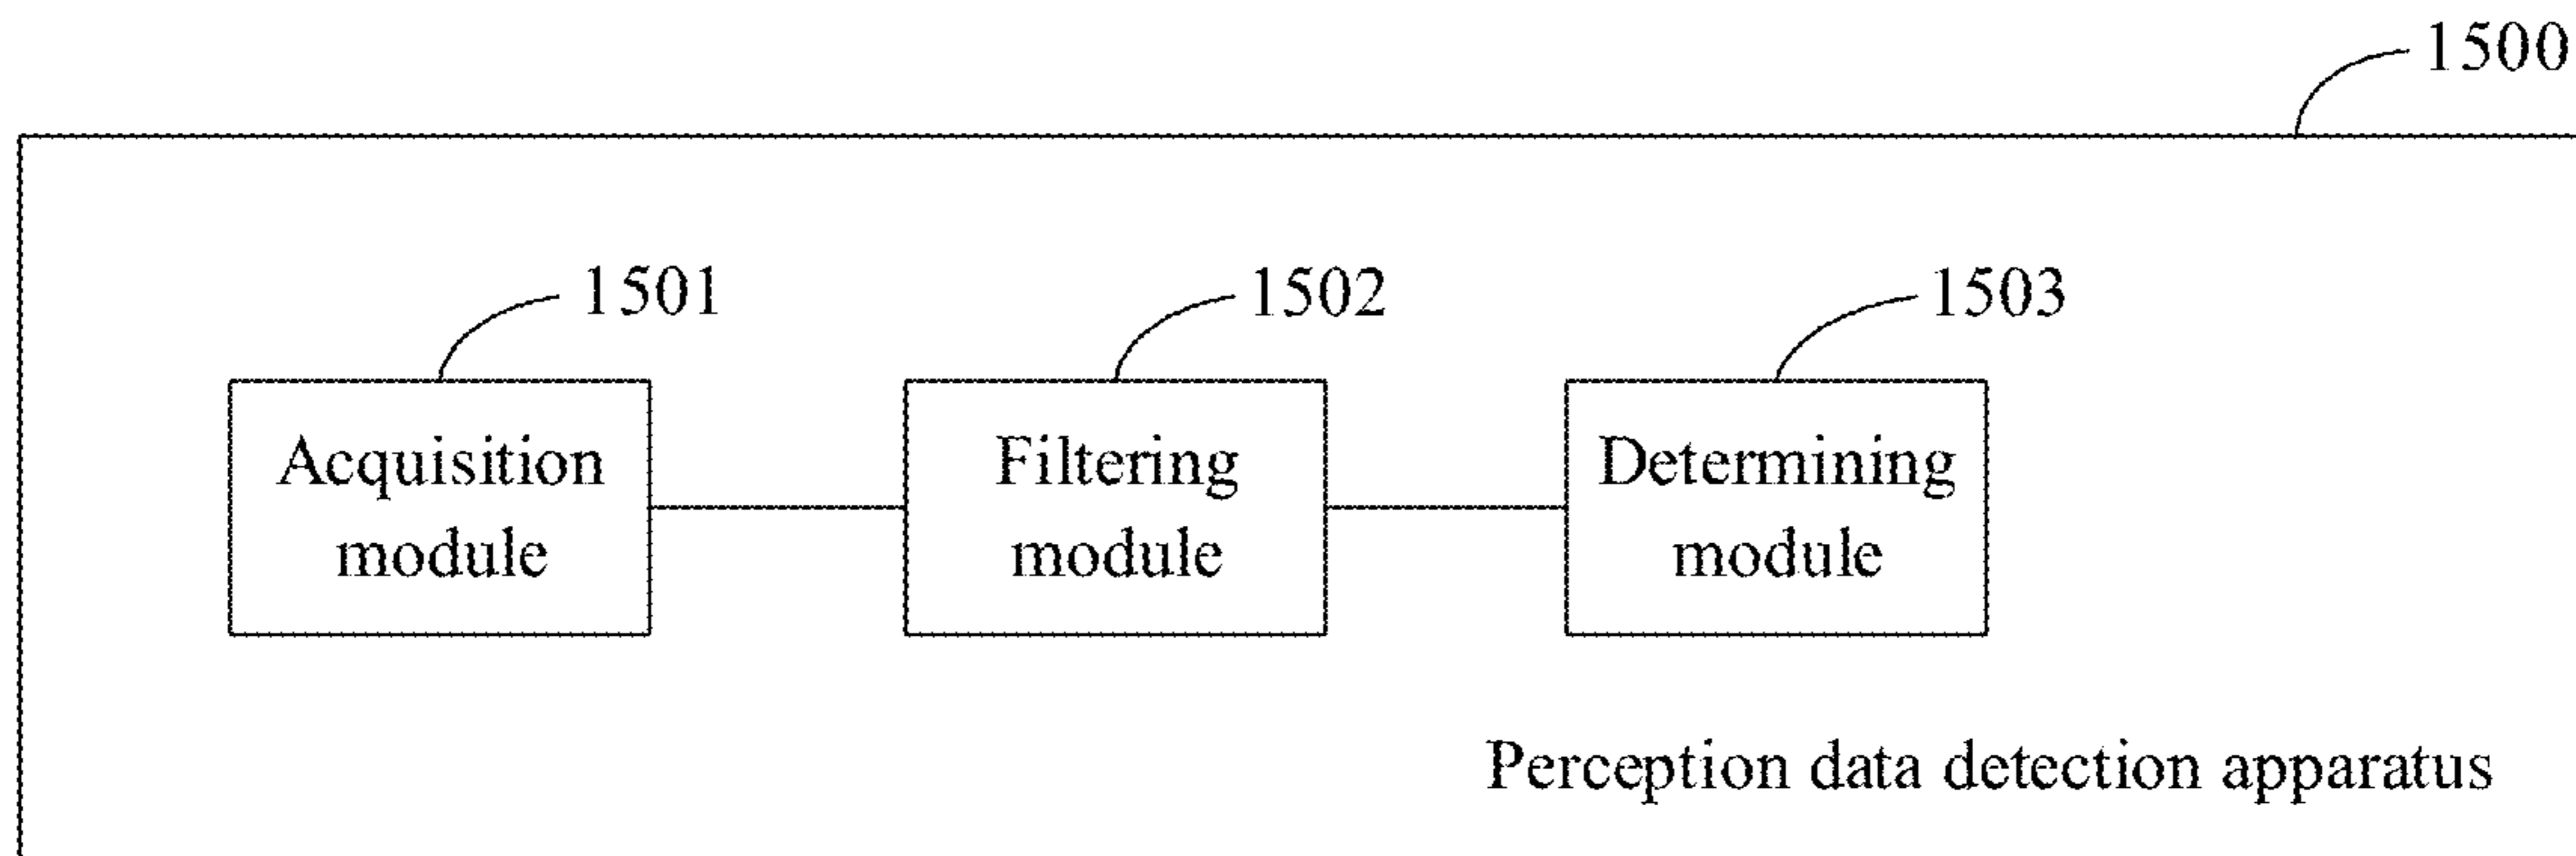 1500
1501
1502
1503
Acquisition
module
Filtering
module
Determining
module
Perception data detection apparatus